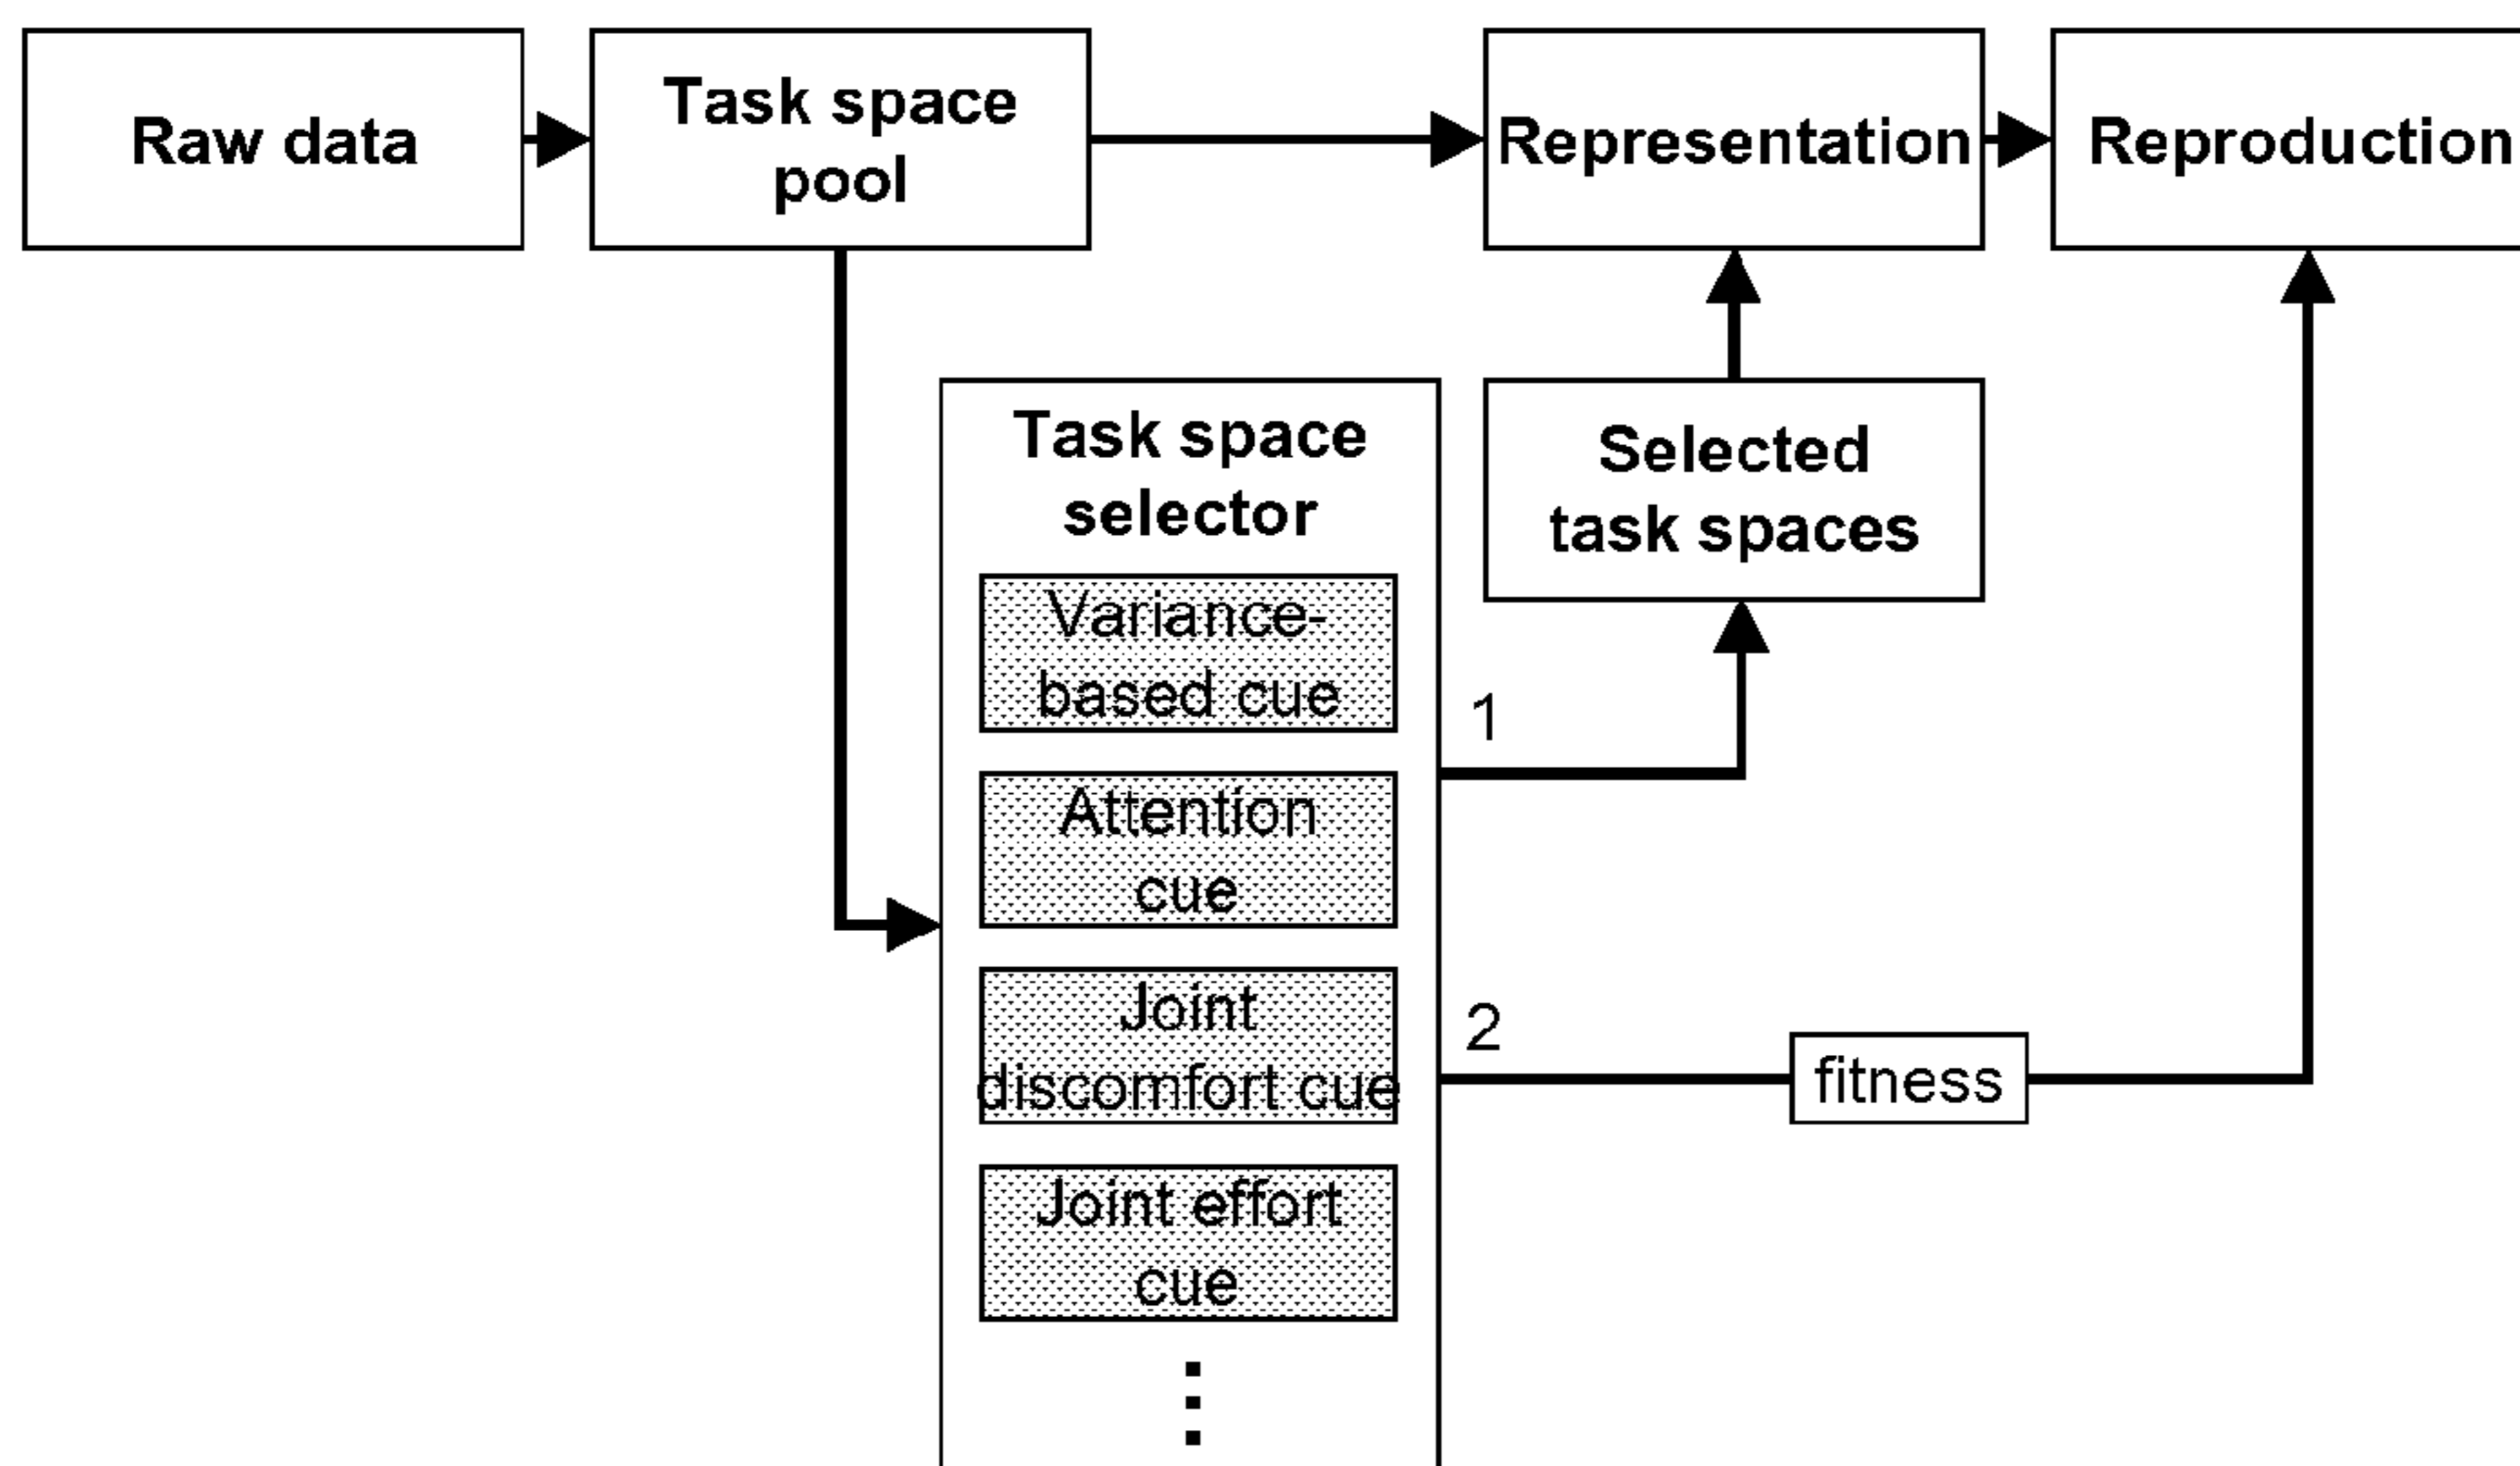 Raw data
Task space
pool
Representation
Reproduction
Task space
selector
Variance-
based cue
Attention
cue
Joint
discomfort cue
Joint effort
cue
Selected
task spaces
1
2
fitness